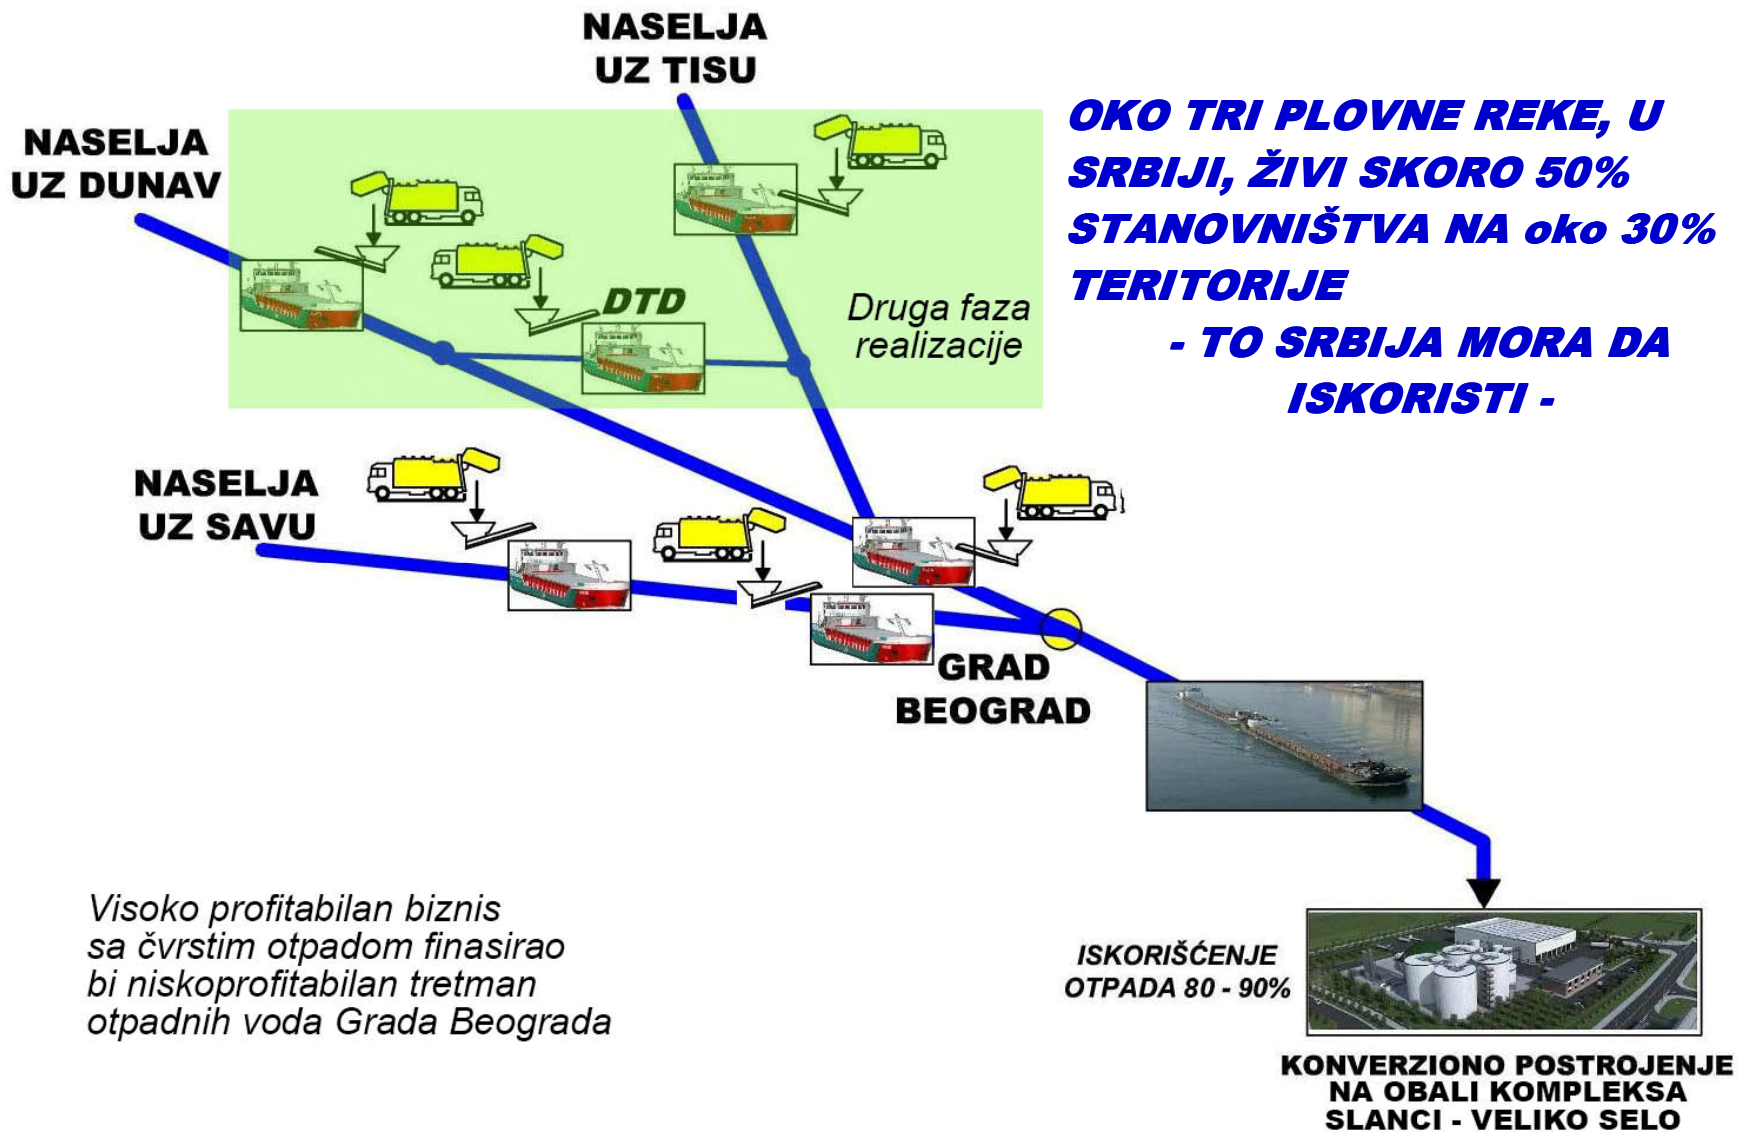 NASELJA
UZ TISU
NASELJA
UZ DUNAV
OKO TRI PLOVNE REKE, U
SRBIJI, ŽIVI SKORO 50%
STANOVNIŠTVA NA oko 30%
TERITORIJE
- TO SRBIJA MORA DA
ISKORISTI -
DTD
Druga faza
realizacije
NASELJA
UZ SAVU
GRAD
BEOGRAD
Visoko profitabilan biznis
sa čvrstim otpadom finasirao
bi niskoprofitabilan tretman
otpadnih voda Grada Beograda
ISKORIŠĆENJE
OTPADA 80 - 90%
KONVERZIONO POSTROJENJE
NA OBALI KOMPLEKSA
SLANCI - VELIKO SELO